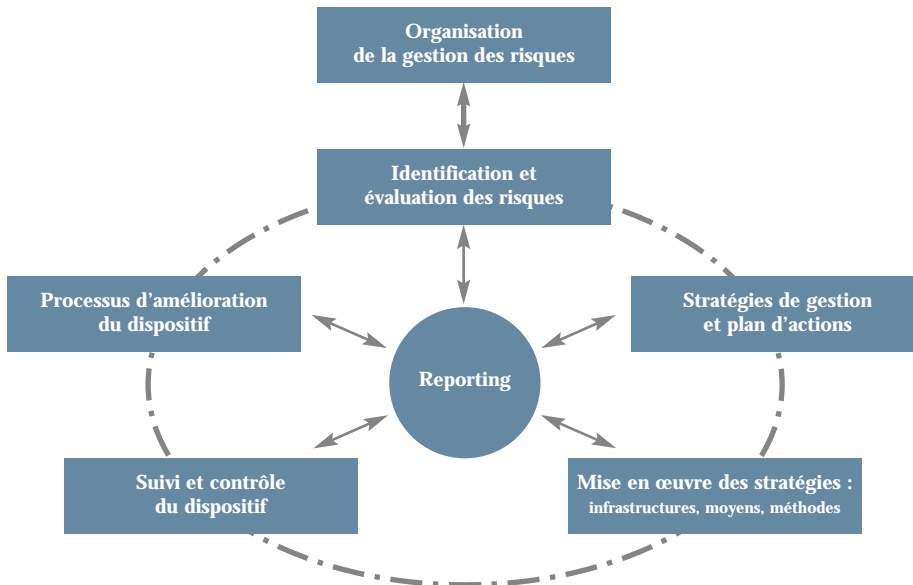 Organisation
de la gestion des risques
Identification et
évaluation des risques
Processus d'amélioration
du dispositif
Stratégies de gestion
et plan d'actions
Reporting
Suivi et contrôle
du dispositif
Mise en œuvre des stratégies :
infrastructures, moyens, méthodes